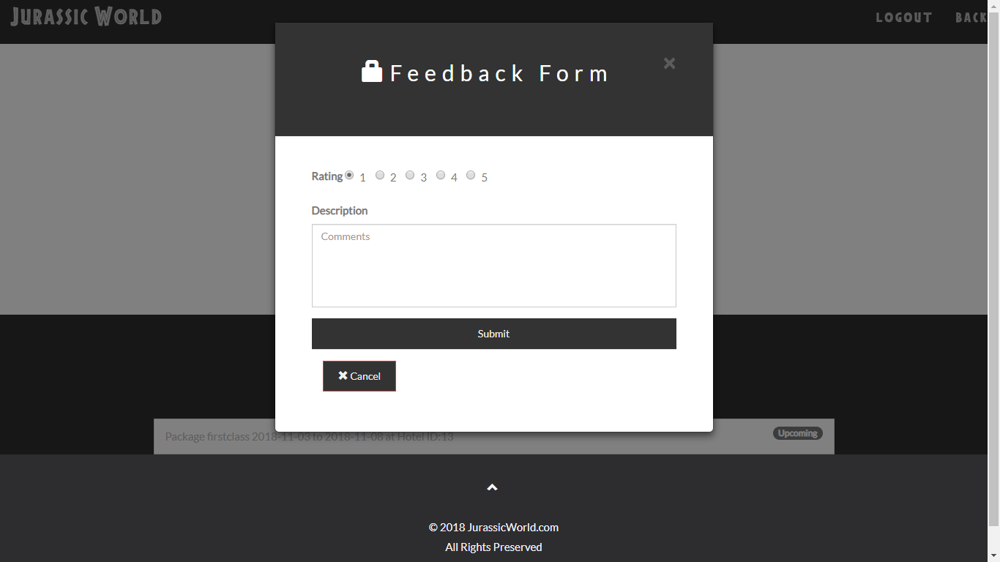 Jurassic World
LOGOUT BACK
Feedback Form
Rating 1 2 3 4 5
Description
Comments
Submit
Cancel
Package firstclass 2018-11-03 to 2018-11-08 at Hotel ID:13
Upcoming
© 2018 JurassicWorld.com
All Rights Preserved